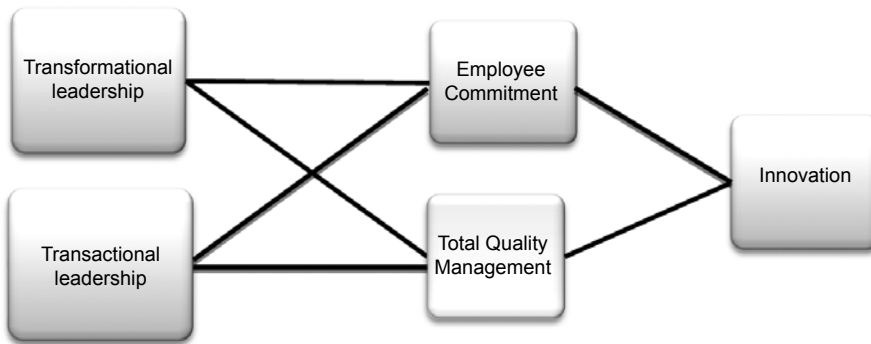 Transformational
leadership
Employee
Commitment
Innovation
Transactional
leadership
Total Quality
Management